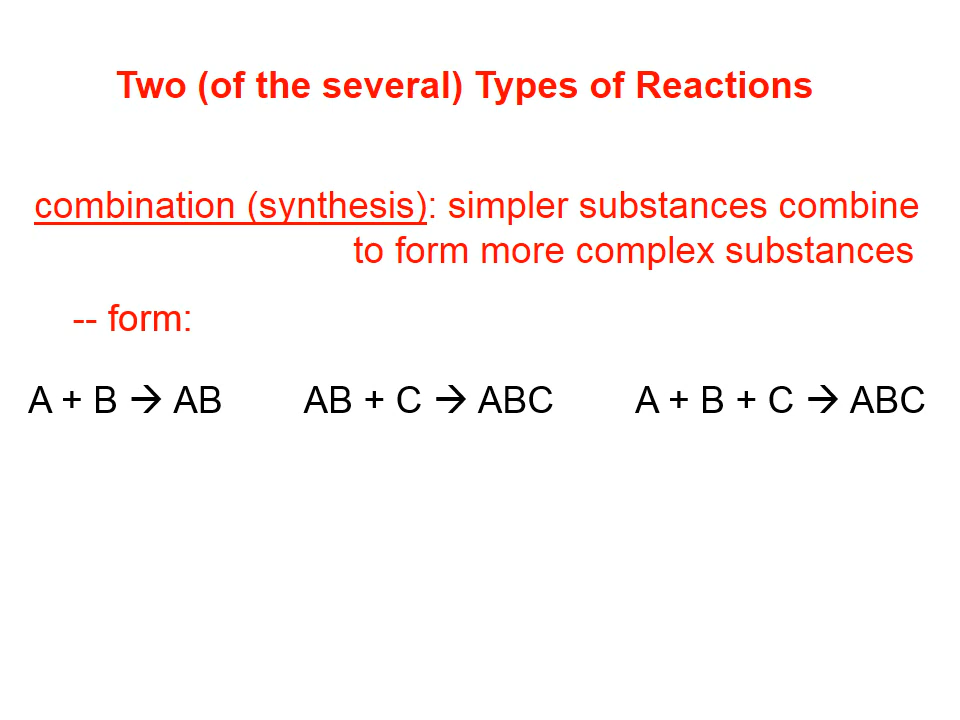 Two (of the several) Types of Reactions
combination (synthesis): simpler substances combine
to form more complex substances
-- form:
A + B → AB AB + C → ABC A + B + C → ABC